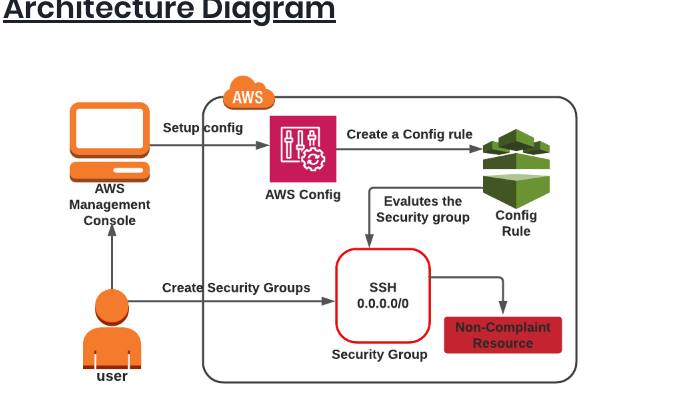 Architecture Diagram
AWS
Setup config
Create a Config rule
AWS Config
AWS
Management
Console
Evalutes the
Security group
Config
Rule
Create Security Groups
SSH
0.0.0.0/0
Non-Complaint
Resource
Security Group
user